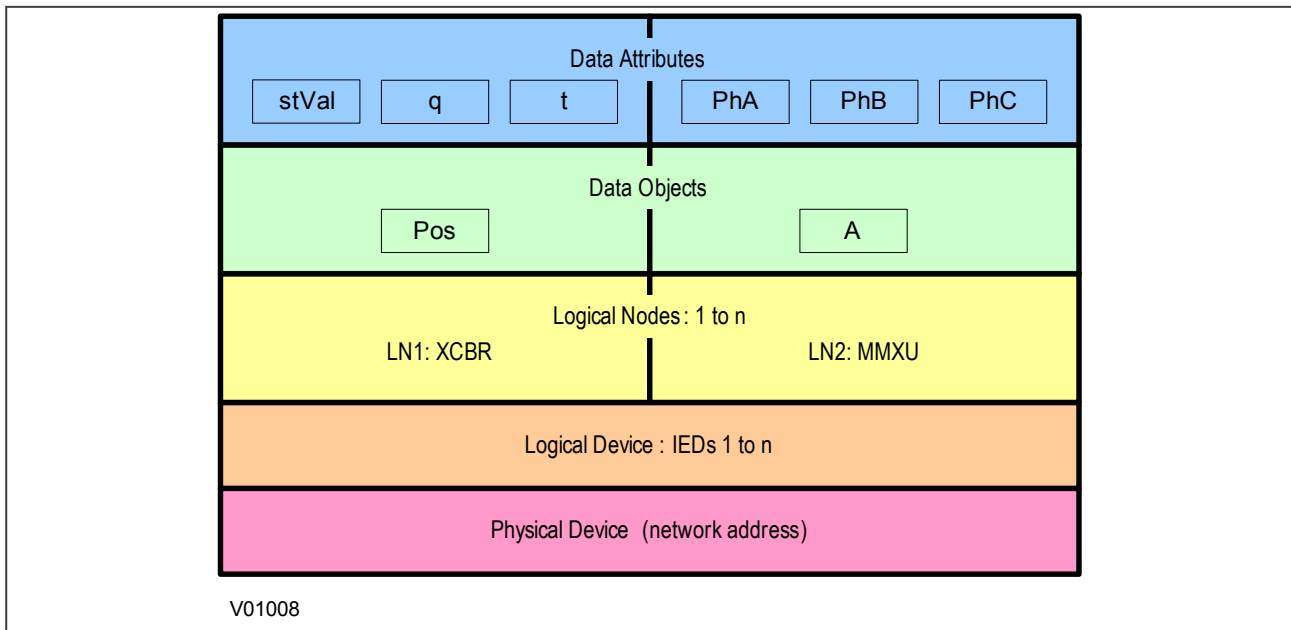 Data Attributes
stVal q t PhA PhB PhC
Data Objects
Pos A
Logical Nodes : 1 to n
LN1: XCBR LN2: MMXU
Logical Device : IEDs 1 to n
Physical Device (network address)
V01008